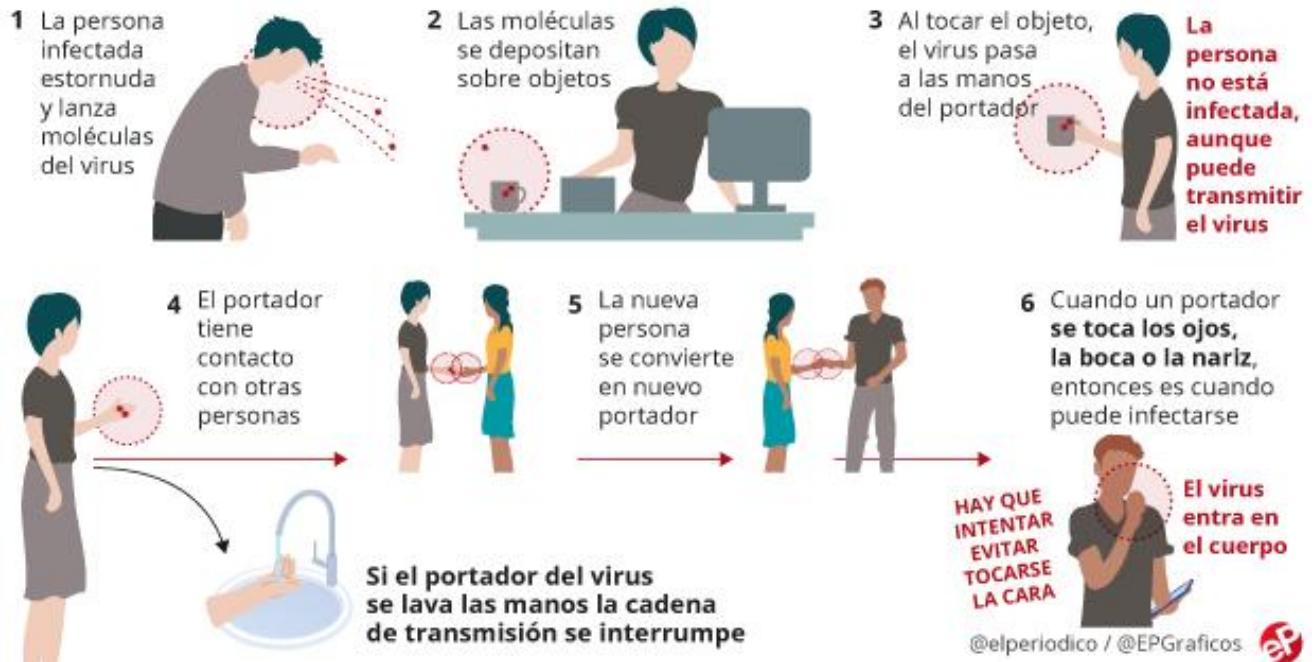 1 La persona
infectada
estornuda
y lanza
moléculas
del virus
2 Las moléculas
se depositan
sobre objetos
3 Al tocar el objeto,
el virus pasa
a las manos
del portador
La
persona
no está
infectada,
aunque
puede
transmitir
el virus
4 El portador
tiene
contacto
con otras
personas
5 La nueva
persona
se convierte
en nuevo
portador
6 Cuando un portador
se toca los ojos,
la boca o la nariz,
entonces es cuando
puede infectarse
Si el portador del virus
se lava las manos la cadena
de transmisión se interrumpe
HAY QUE
INTENTAR
EVITAR
TOCARSE
LA CARA
El virus
entra en
el cuerpo
@elperiodico / @EPGraficos
eP